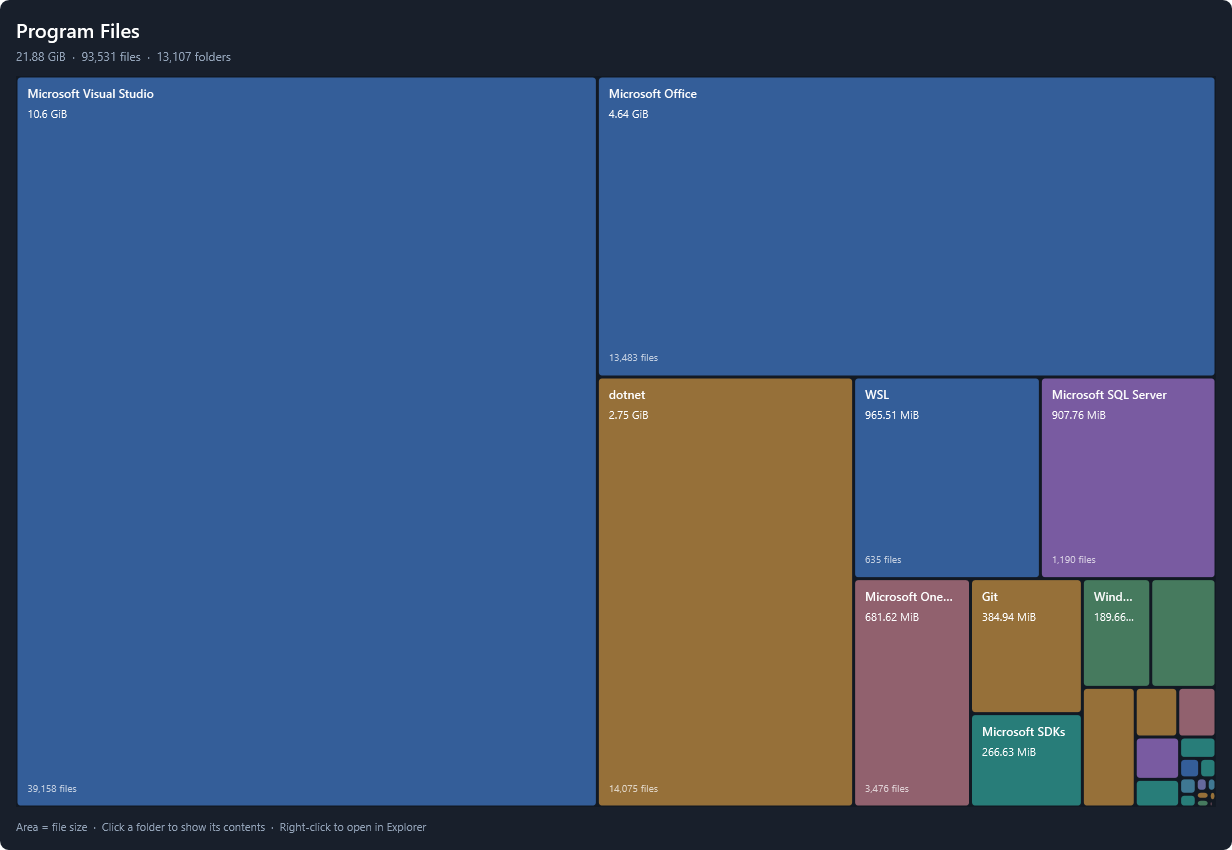 Program Files
21.88 GiB · 93,531 files · 13,107 folders
Microsoft Visual Studio
10.6 GiB
39,158 files
Microsoft Office
4.64 GiB
13,483 files
dotnet
2.75 GiB
14,075 files
WSL
965.51 MiB
635 files
Microsoft SQL Server
907.76 MiB
1,190 files
Microsoft One...
681.62 MiB
3,476 files
Git
384.94 MiB
Microsoft SDKs
266.63 MiB
Wind...
189.66...
Area = file size · Click a folder to show its contents · Right-click to open in Explorer